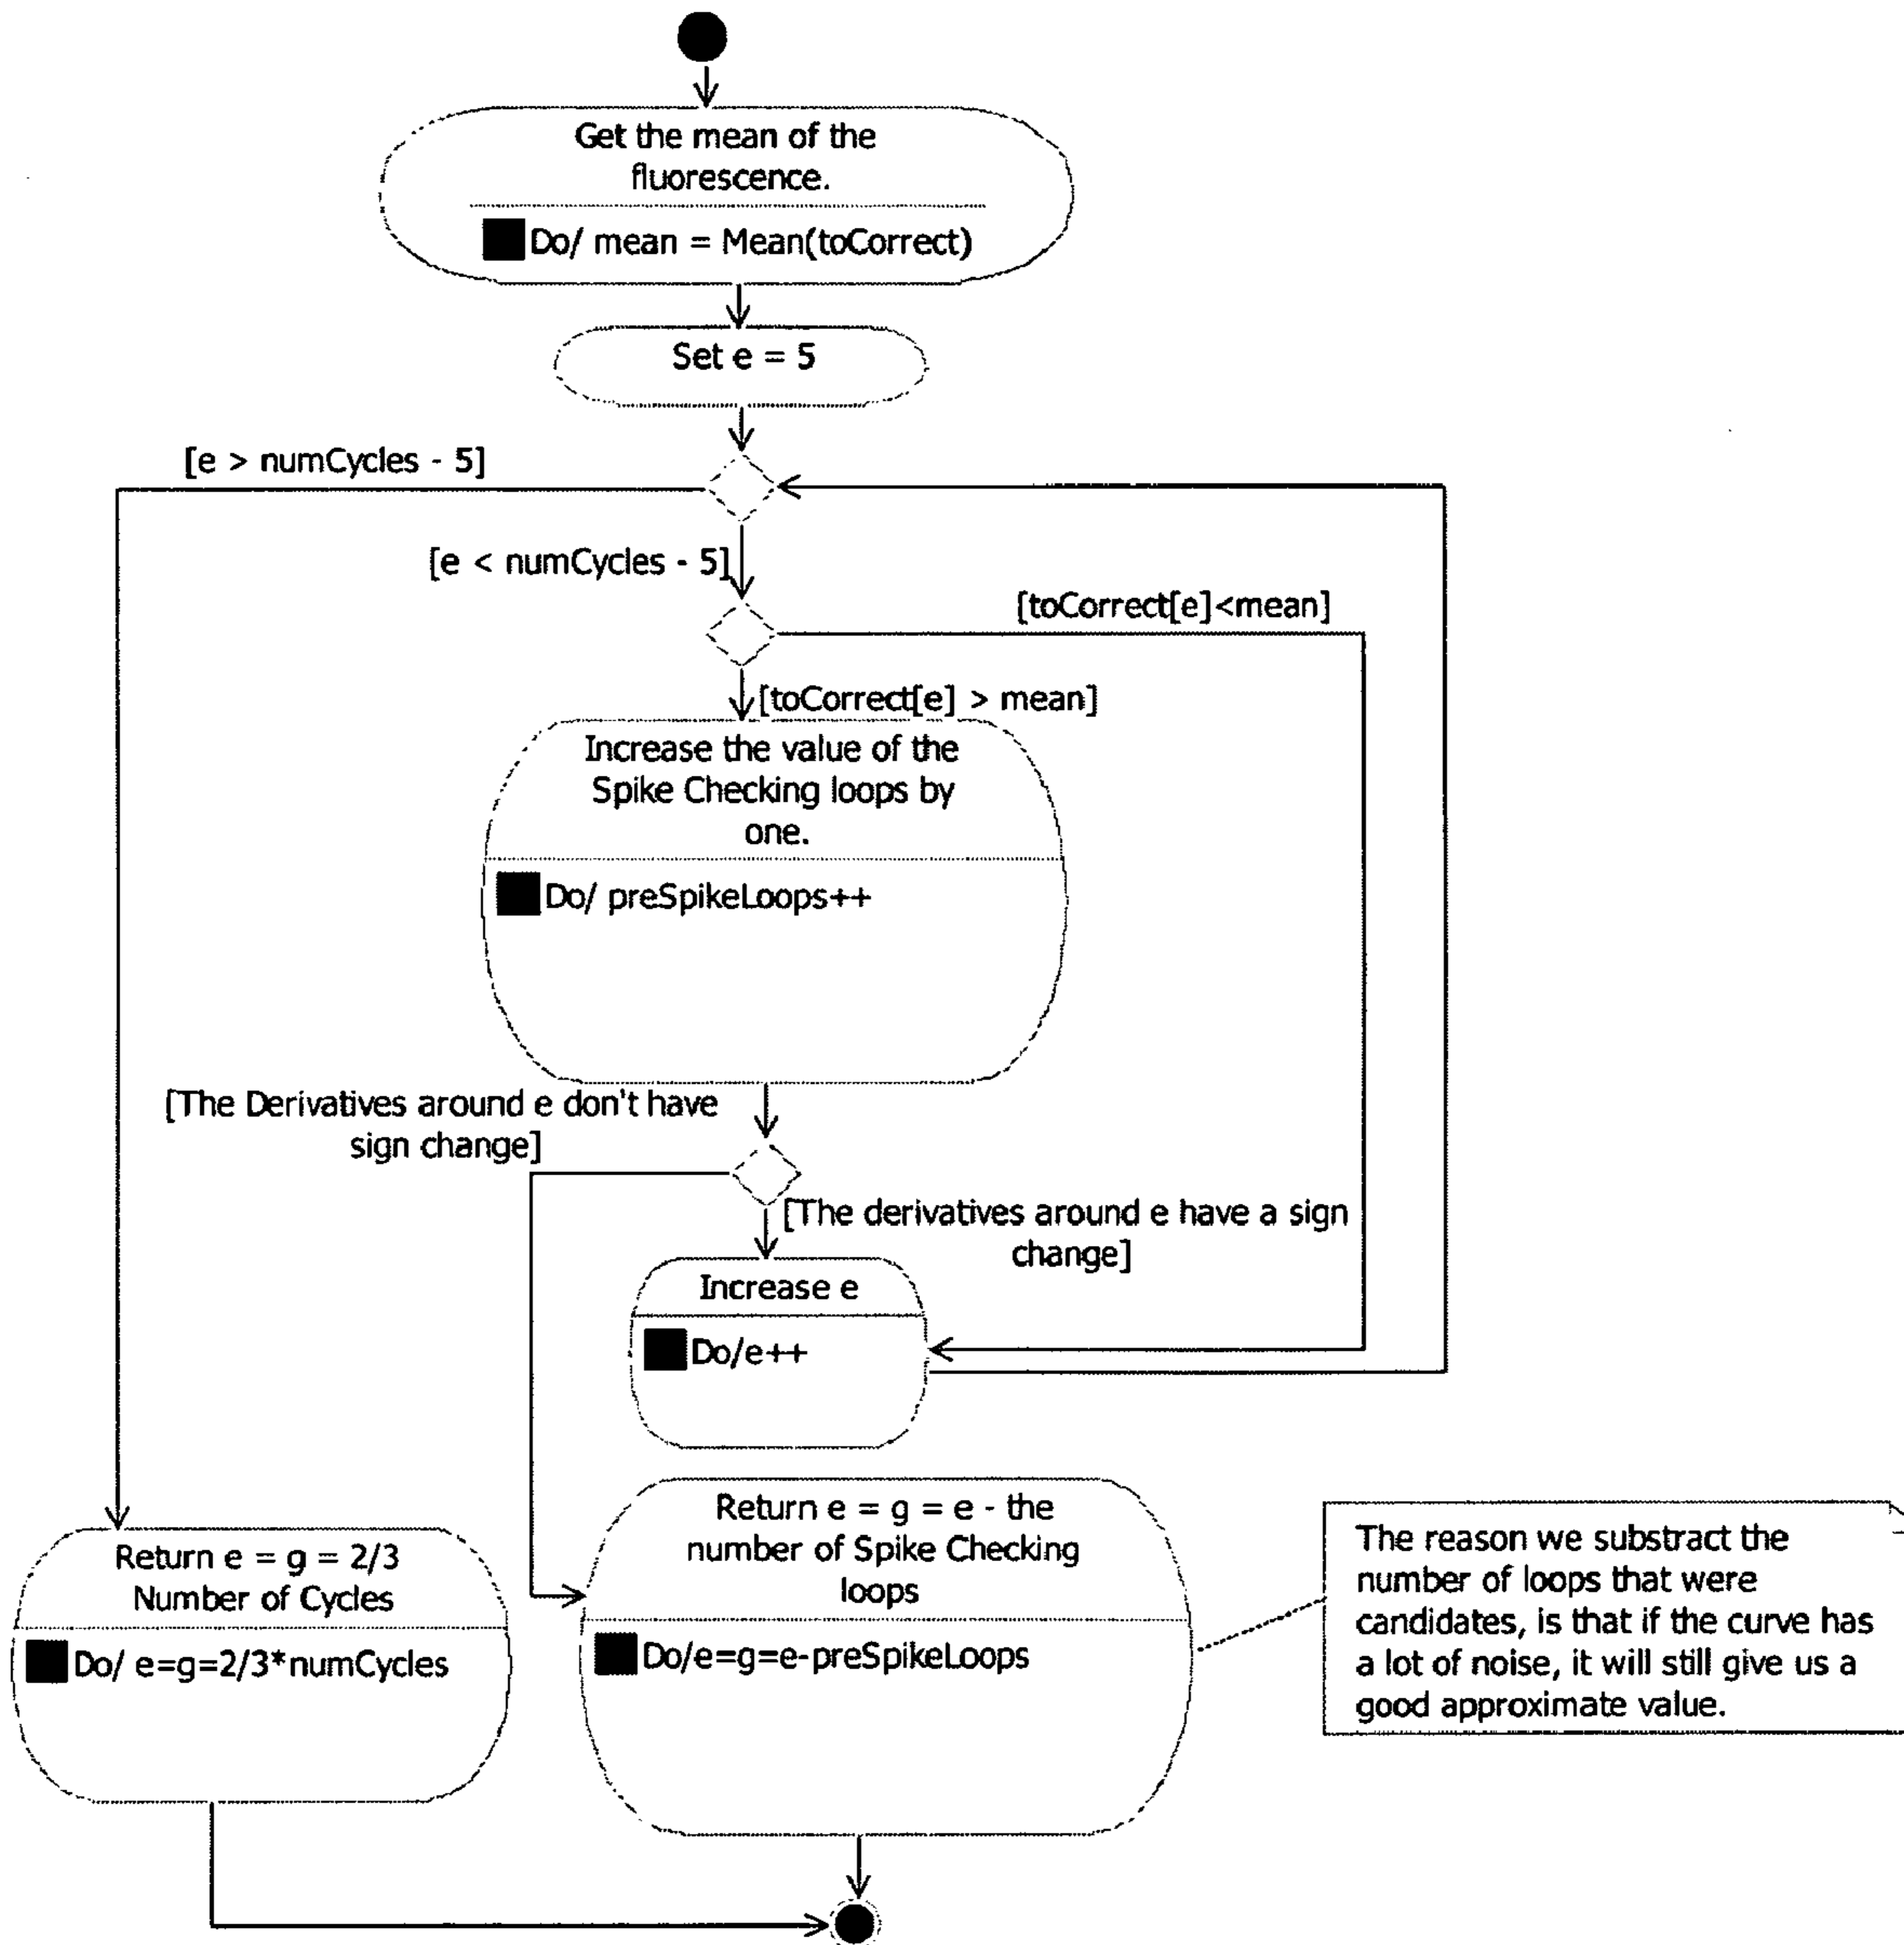 Get the mean of the
fluorescence.
Do/ mean = Mean(toCorrect)
Set e = 5
[e > numCycles - 5]
[e < numCycles - 5]
[toCorrect[e]<mean]
[toCorrect[e] > mean]
Increase the value of the
Spike Checking loops by
one.
Do/ preSpikeLoops++
[The Derivatives around e don't have
sign change]
[The derivatives around e have a sign
change]
Increase e
Do/e++
Return e = g = 2/3
Number of Cycles
Do/ e=g=2/3*numCycles
Return e = g = e - the
number of Spike Checking
loops
Do/e=g=e-preSpikeLoops
The reason we substract the
number of loops that were
candidates, is that if the curve has
a lot of noise, it will still give us a
good approximate value.